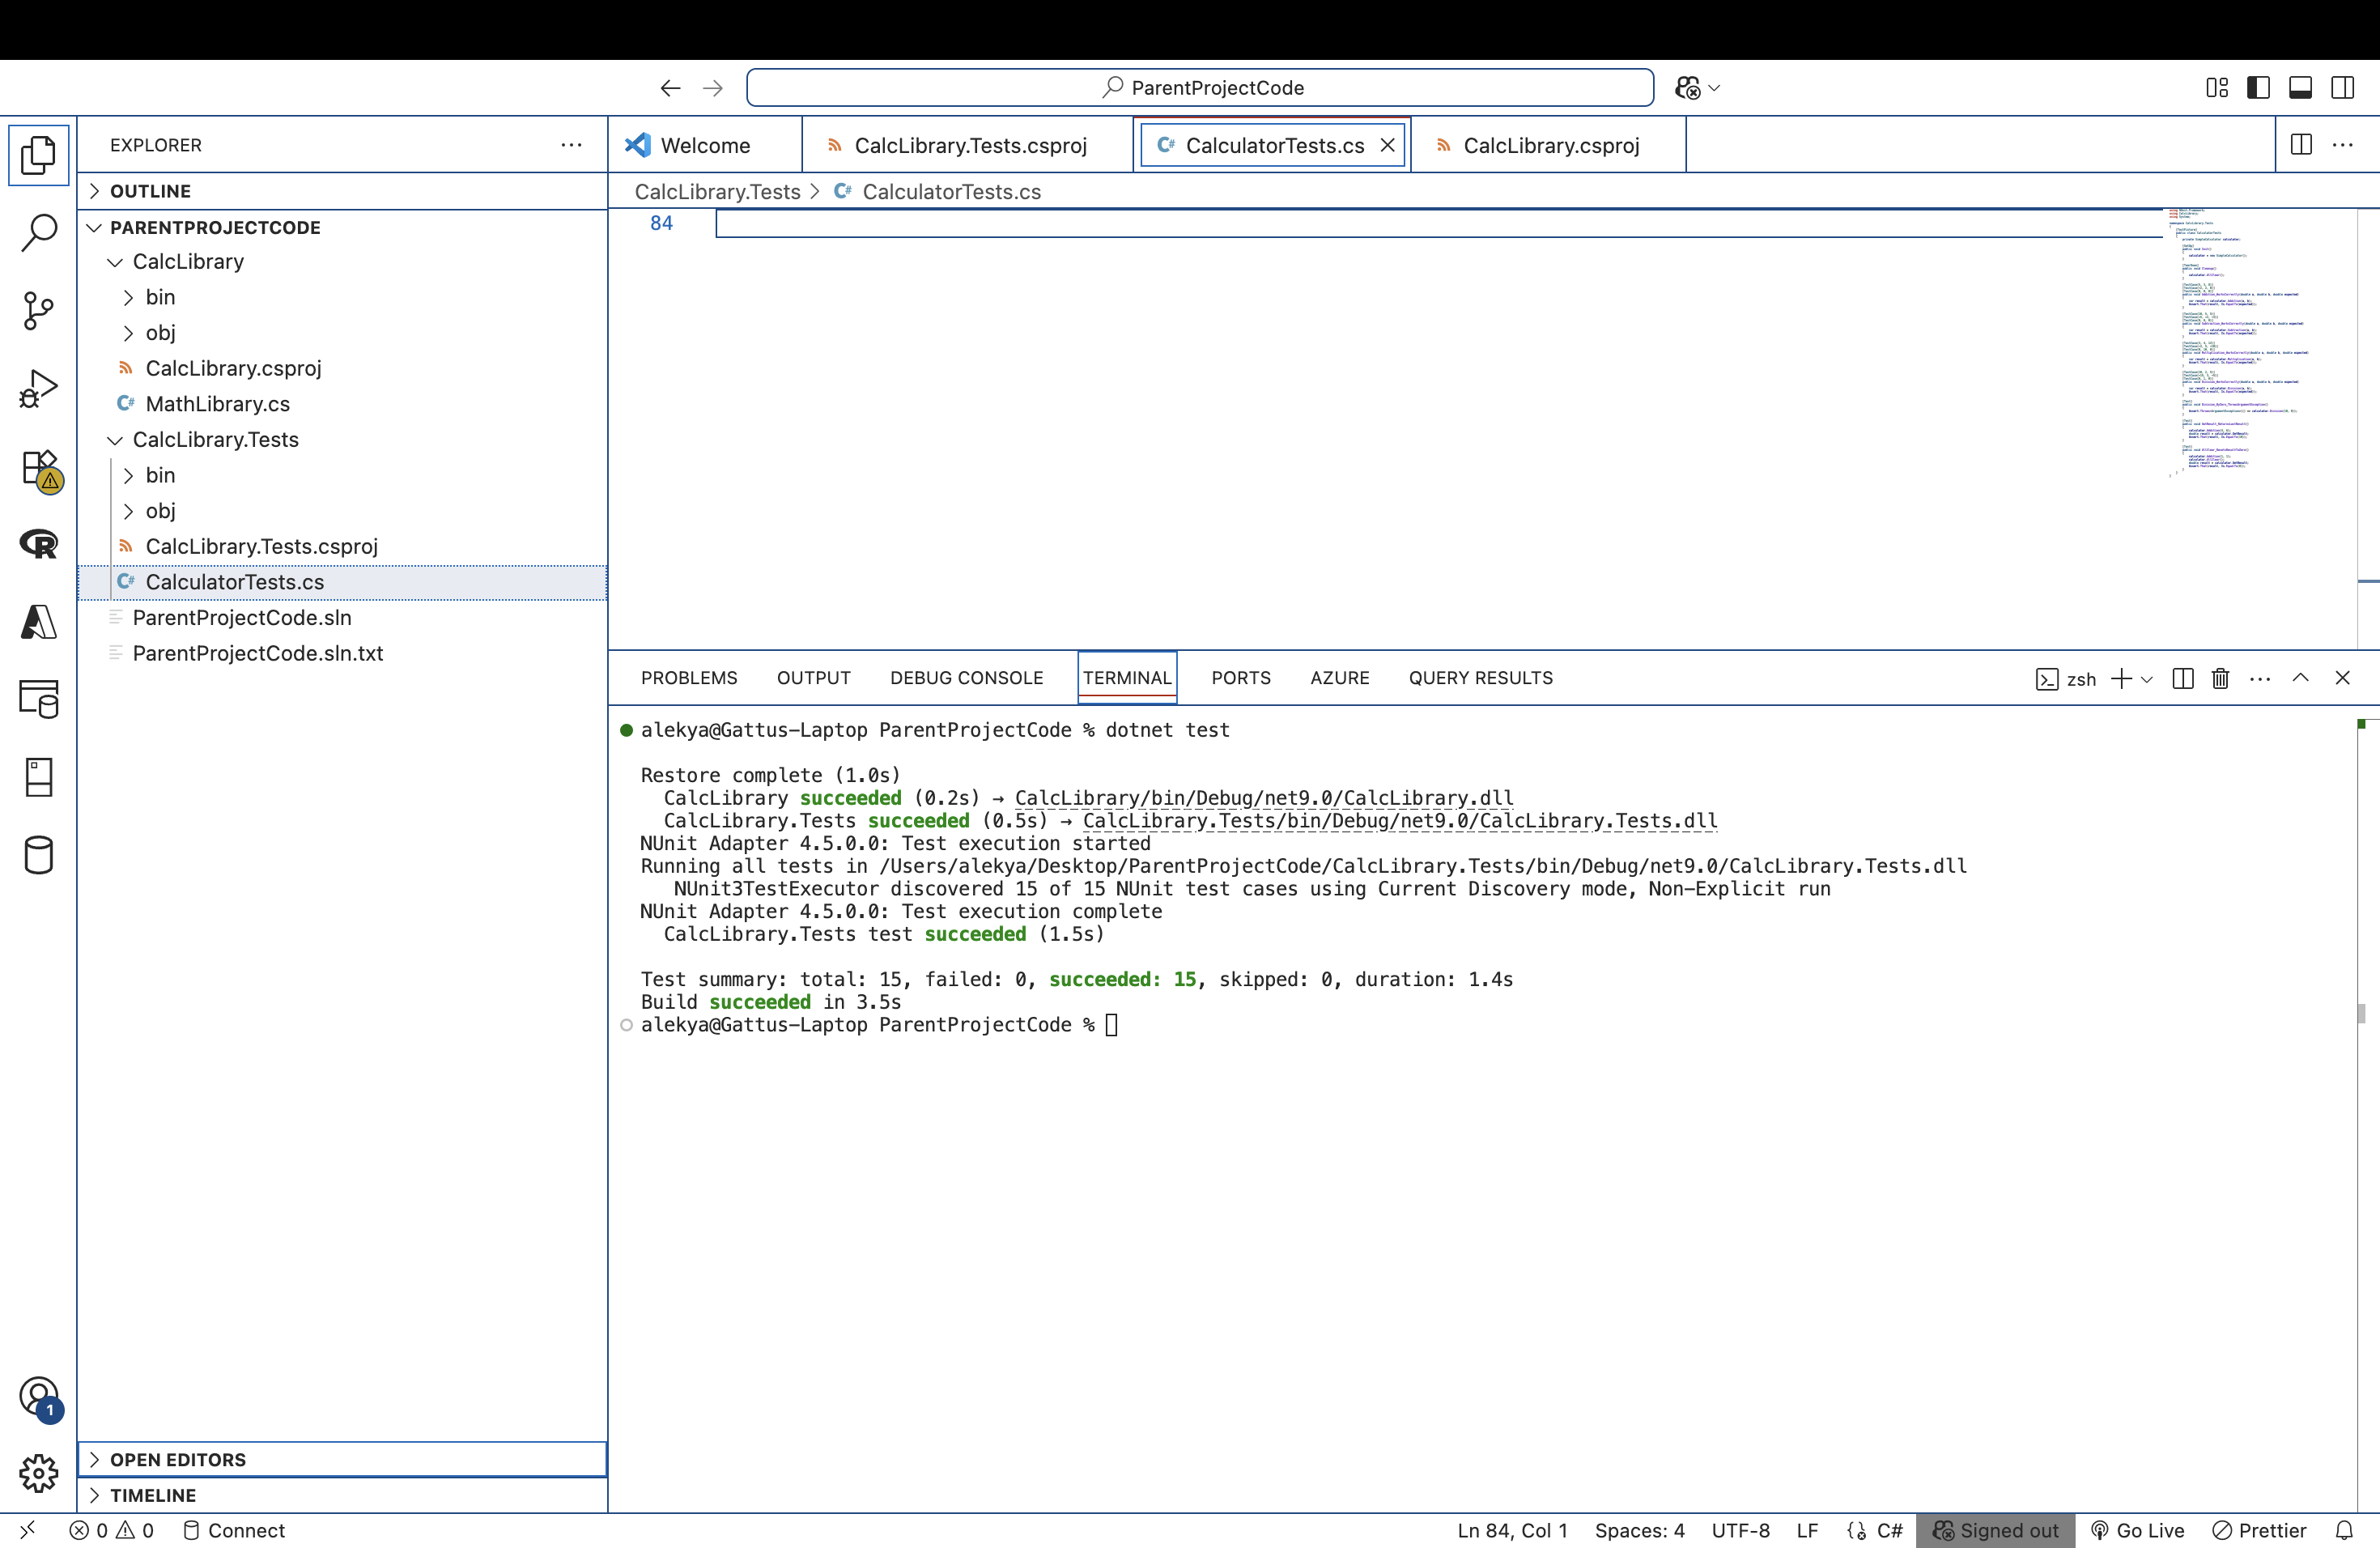 ParentProjectCode
EXPLORER
Welcome
CalcLibrary.Tests.csproj
CalculatorTests.cs
CalcLibrary.csproj
OUTLINE
CalcLibrary.Tests > CalculatorTests.cs
84
PARENTPROJECTCODE
CalcLibrary
bin
obj
CalcLibrary.csproj
MathLibrary.cs
CalcLibrary.Tests
bin
obj
CalcLibrary.Tests.csproj
CalculatorTests.cs
ParentProjectCode.sln
ParentProjectCode.sln.txt
PROBLEMS OUTPUT DEBUG CONSOLE TERMINAL PORTS AZURE QUERY RESULTS
zsh
alekya@Gattus-Laptop ParentProjectCode % dotnet test
Restore complete (1.0s)
CalcLibrary succeeded (0.2s) → CalcLibrary/bin/Debug/net9.0/CalcLibrary.dll
CalcLibrary.Tests succeeded (0.5s) → CalcLibrary.Tests/bin/Debug/net9.0/CalcLibrary.Tests.dll
NUnit Adapter 4.5.0.0: Test execution started
Running all tests in /Users/alekya/Desktop/ParentProjectCode/CalcLibrary.Tests/bin/Debug/net9.0/CalcLibrary.Tests.dll
NUnit3TestExecutor discovered 15 of 15 NUnit test cases using Current Discovery mode, Non-Explicit run
NUnit Adapter 4.5.0.0: Test execution complete
CalcLibrary.Tests test succeeded (1.5s)
Test summary: total: 15, failed: 0, succeeded: 15, skipped: 0, duration: 1.4s
Build succeeded in 3.5s
alekya@Gattus-Laptop ParentProjectCode %
1
OPEN EDITORS
TIMELINE
0 0 Connect
Ln 84, Col 1 Spaces: 4 UTF-8 LF C# Signed out Go Live Prettier